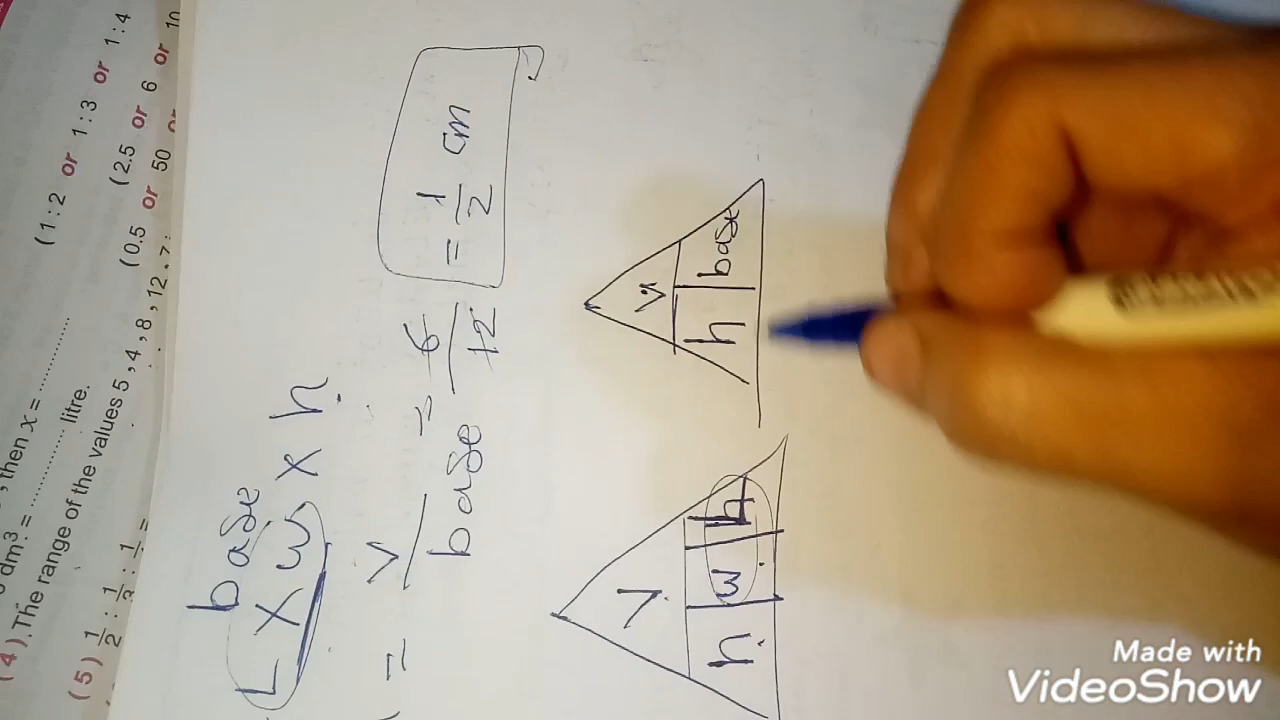 dm³ = .............. litre. (1:2 or 1:3 or 1:4
, then x = .............. (2.5 or 6 or 10
(4).The range of the values 5 , 4 , 8 , 12 , 7 : (0.5 or 50 or
(5) 1/2 : 1/3 : 1/
base
L x w x h
= V/base = 6/12 = 1/2 cm
V
h w h
V
h base
Made with
VideoShow